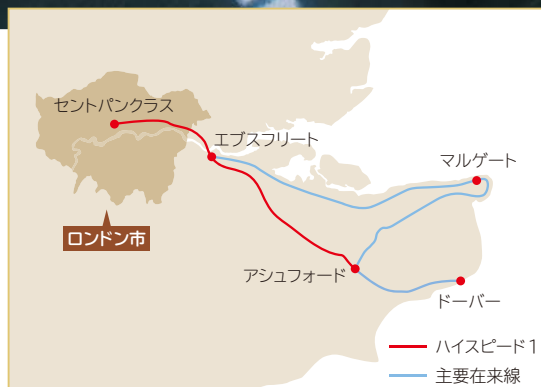 セントパンクラス
エブスフリート
マルゲート
ロンドン市
アシュフォード
ドーバー
ハイスピード1
主要在来線